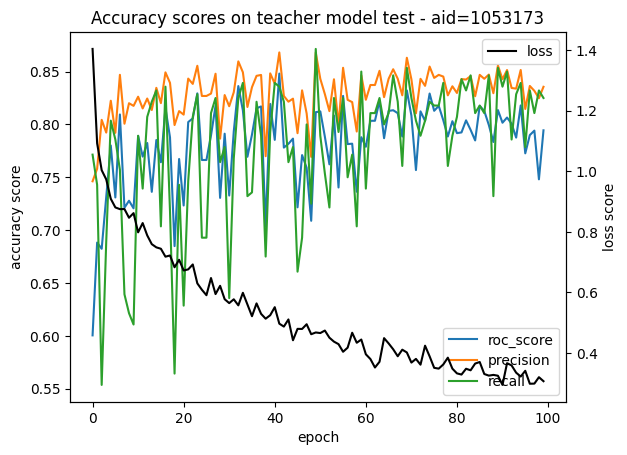 Accuracy scores on teacher model test - aid=1053173
loss
0.85
0.80
0.75
0.70
0.65
0.60
0.55
accuracy score
1.4
1.2
1.0
0.8
0.6
0.4
loss score
roc_score
precision
recall
0
20
40
60
80
100
epoch